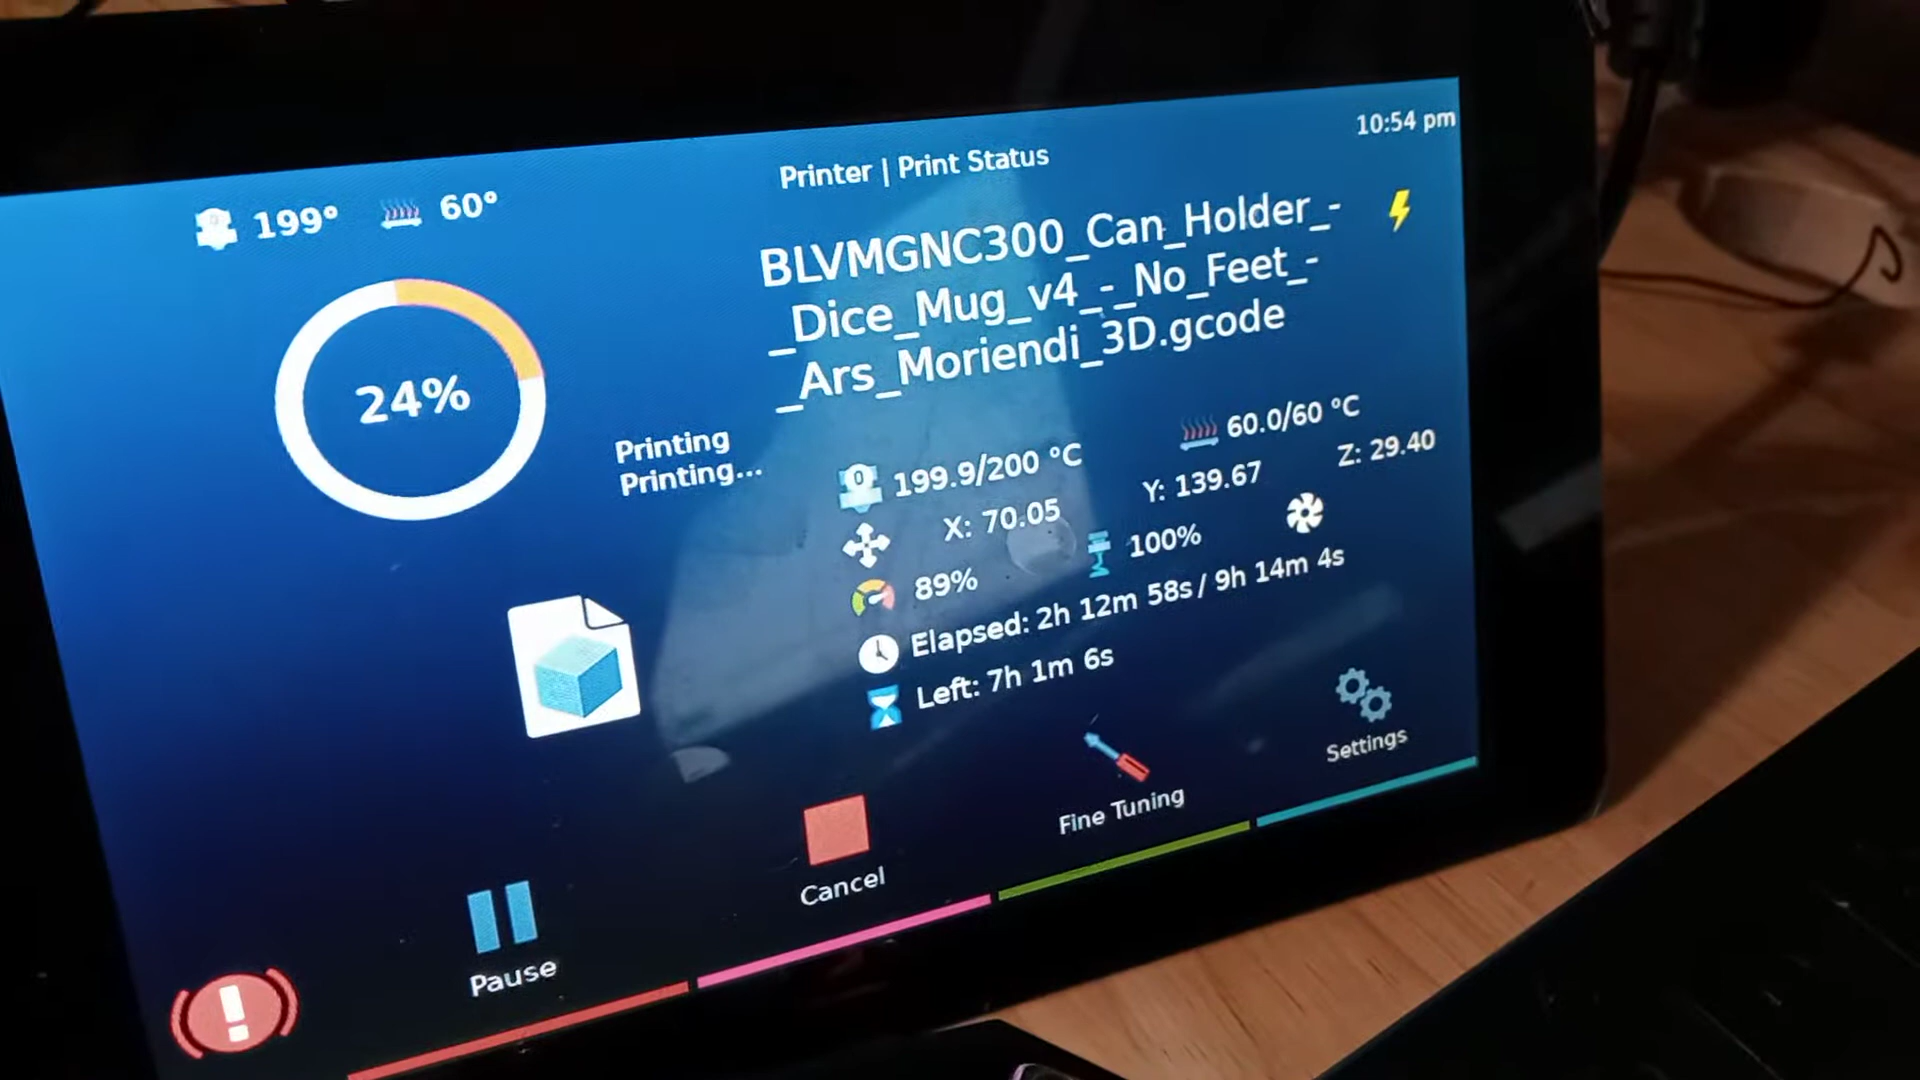 10:54 pm
Printer | Print Status
199° 60°
BLVMGNC300_Can_Holder_-
_Dice_Mug_v4_-_No_Feet_-
_Ars_Moriendi_3D.gcode
24%
Printing
Printing...
0 199.9/200 °C 60.0/60 °C
X: 70.05 Y: 139.67 Z: 29.40
89% 100%
Elapsed: 2h 12m 58s / 9h 14m 4s
Left: 7h 1m 6s
Pause
Cancel
Fine Tuning
Settings